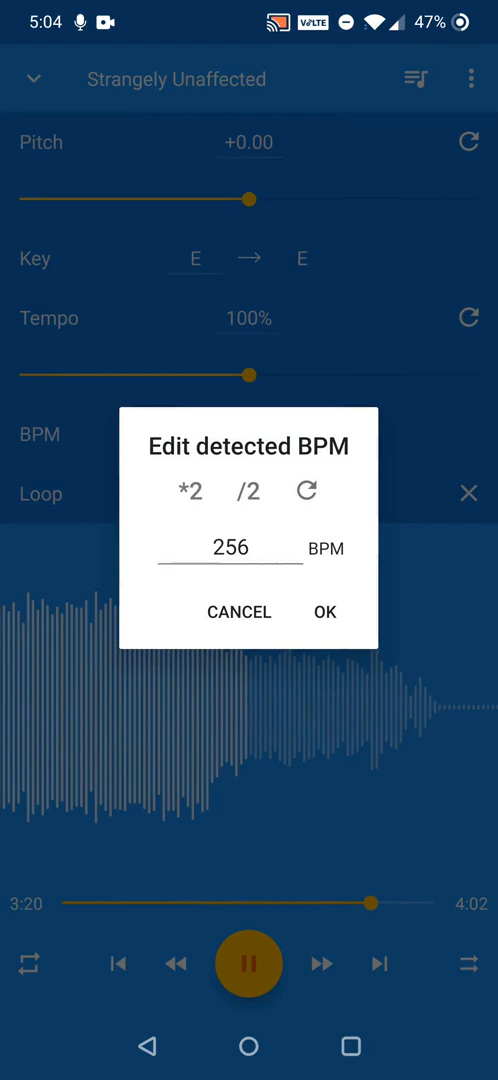 5:04 VoLTE 47%
Strangely Unaffected
Pitch +0.00
Key E → E
Tempo 100%
BPM
Loop
Edit detected BPM
*2 /2
256 BPM
CANCEL OK
3:20 4:02